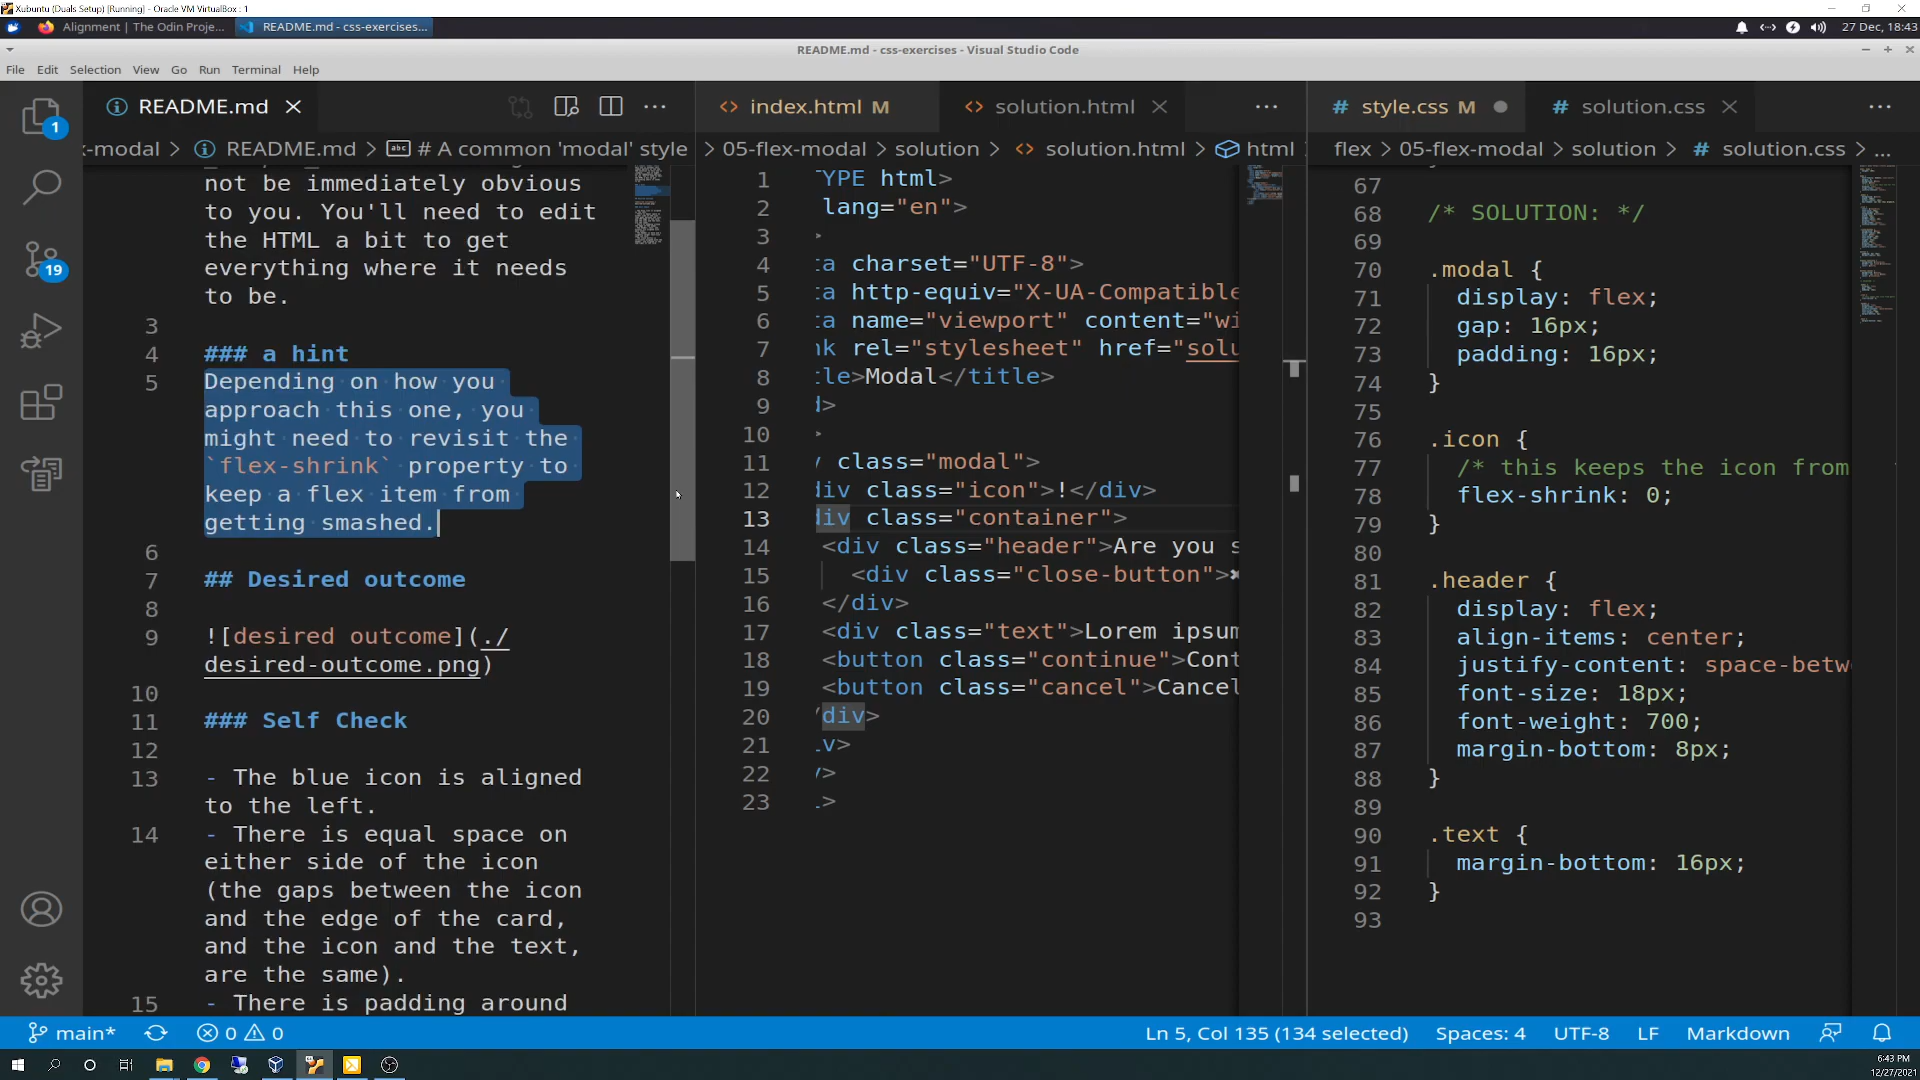 Xubuntu (Duals Setup) [Running] - Oracle VM VirtualBox : 1
Alignment | The Odin Proje...
README.md - css-exercises...
27 Dec, 18:43
README.md - css-exercises - Visual Studio Code
File Edit Selection View Go Run Terminal Help
README.md
index.html M
solution.html
style.css M
solution.css
x-modal > README.md > # A common 'modal' style
> 05-flex-modal > solution > solution.html > html
flex > 05-flex-modal > solution > # solution.css > ...
1
19
not be immediately obvious
to you. You'll need to edit
the HTML a bit to get
everything where it needs
to be.
3
4 ### a hint
5 Depending on how you
approach this one, you
might need to revisit the
`flex-shrink` property to
keep a flex item from
getting smashed.
6
7 ## Desired outcome
8
9 ![desired outcome](./
desired-outcome.png)
10
11 ### Self Check
12
13 - The blue icon is aligned
to the left.
14 - There is equal space on
either side of the icon
(the gaps between the icon
and the edge of the card,
and the icon and the text,
are the same).
15 - There is padding around
1 TYPE html>
2 lang="en">
3 >
4 ta charset="UTF-8">
5 ta http-equiv="X-UA-Compatible
6 ta name="viewport" content="wi
7 nk rel="stylesheet" href="solu
8 tle>Modal</title>
9 d>
10 >
11 v class="modal">
12 div class="icon">!</div>
13 div class="container">
14 <div class="header">Are you s
15 <div class="close-button">✖
16 </div>
17 <div class="text">Lorem ipsum
18 <button class="continue">Cont
19 <button class="cancel">Cancel
20 /div>
21 iv>
22 y>
23 l>
67
68 /* SOLUTION: */
69
70 .modal {
71 display: flex;
72 gap: 16px;
73 padding: 16px;
74 }
75
76 .icon {
77 /* this keeps the icon from
78 flex-shrink: 0;
79 }
80
81 .header {
82 display: flex;
83 align-items: center;
84 justify-content: space-betw
85 font-size: 18px;
86 font-weight: 700;
87 margin-bottom: 8px;
88 }
89
90 .text {
91 margin-bottom: 16px;
92 }
93
main* 0 0
Ln 5, Col 135 (134 selected) Spaces: 4 UTF-8 LF Markdown
6:43 PM
12/27/2021